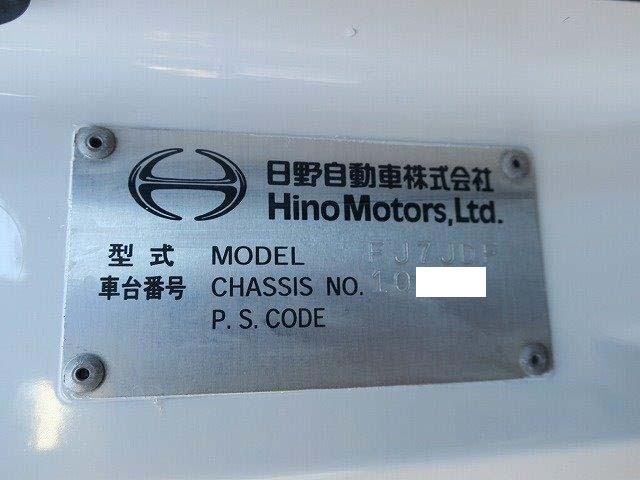 日野自動車株式会社
Hino Motors, Ltd.
型式 MODEL FJ7JDF
車台番号 CHASSIS NO. 10
P. S. CODE